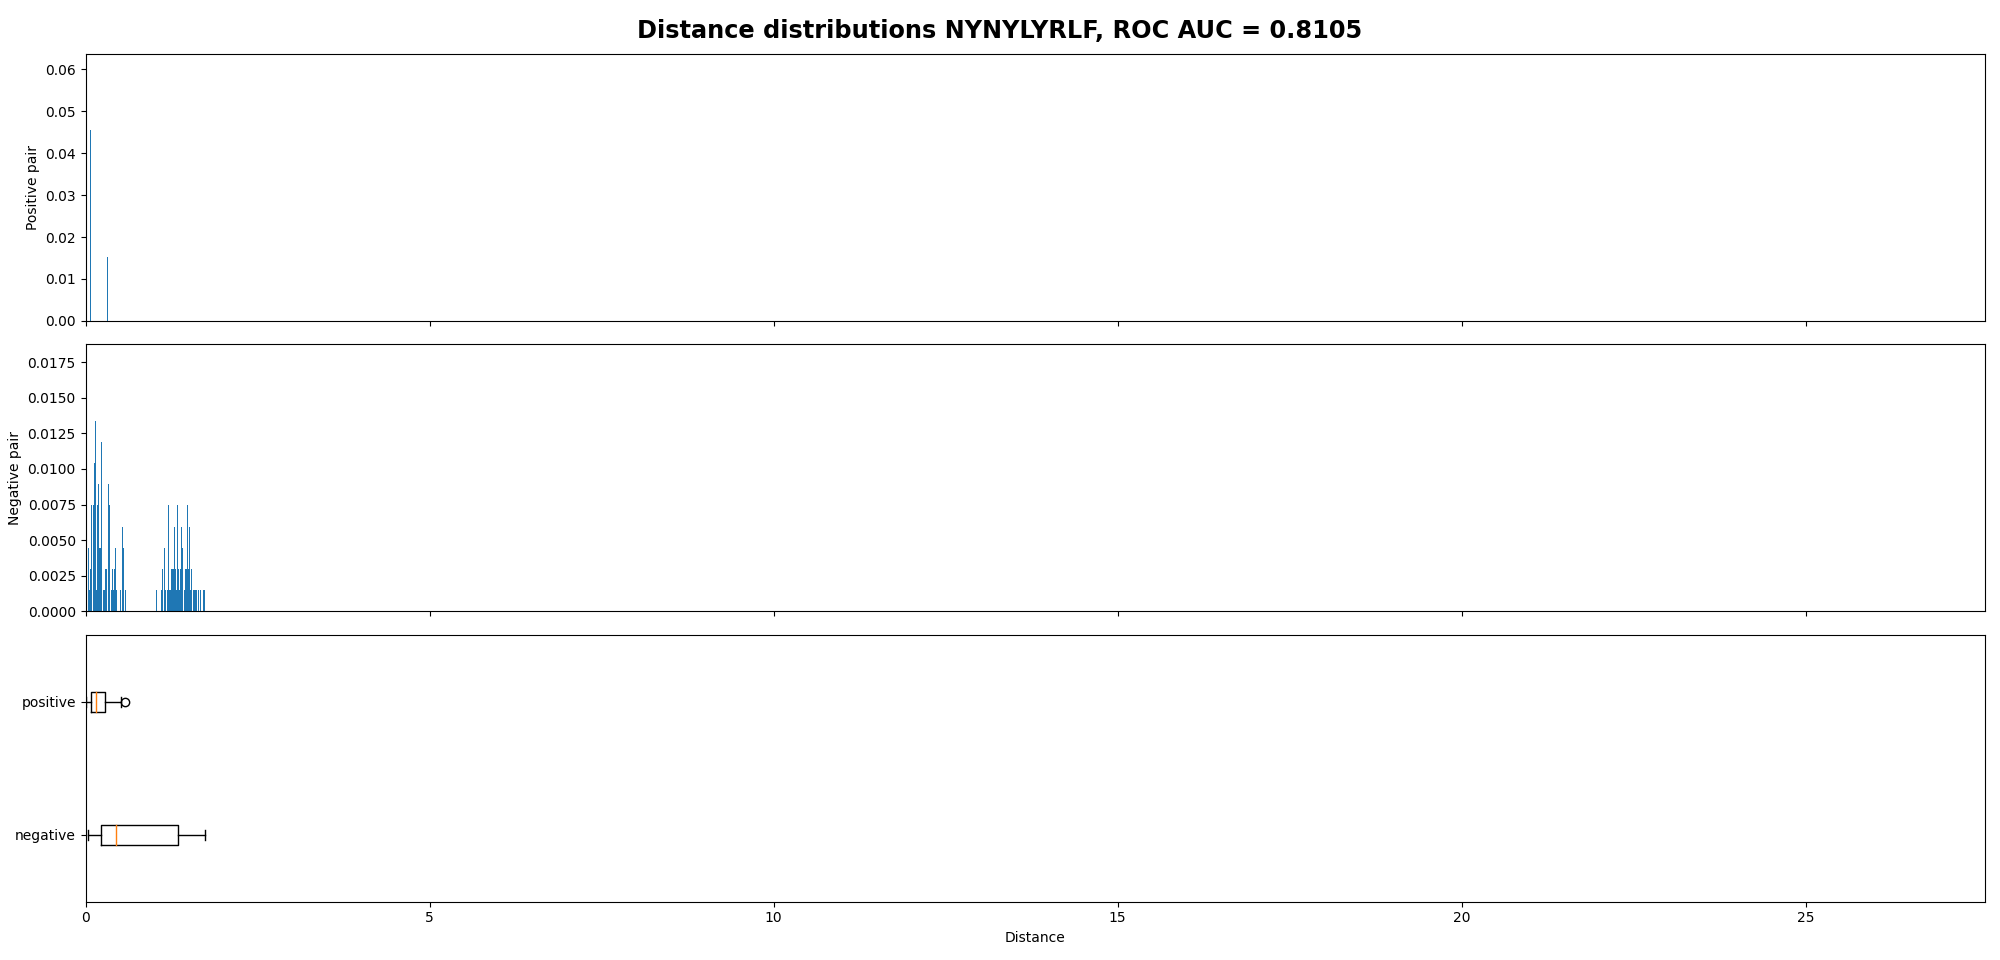 Distance distributions NYNYLYRLF, ROC AUC = 0.8105
0.06
0.05
0.04
0.03
0.02
0.01
0.00
Positive pair
0.0175
0.0150
0.0125
0.0100
0.0075
0.0050
0.0025
0.0000
Negative pair
positive
negative
0 5 10 15 20 25
Distance